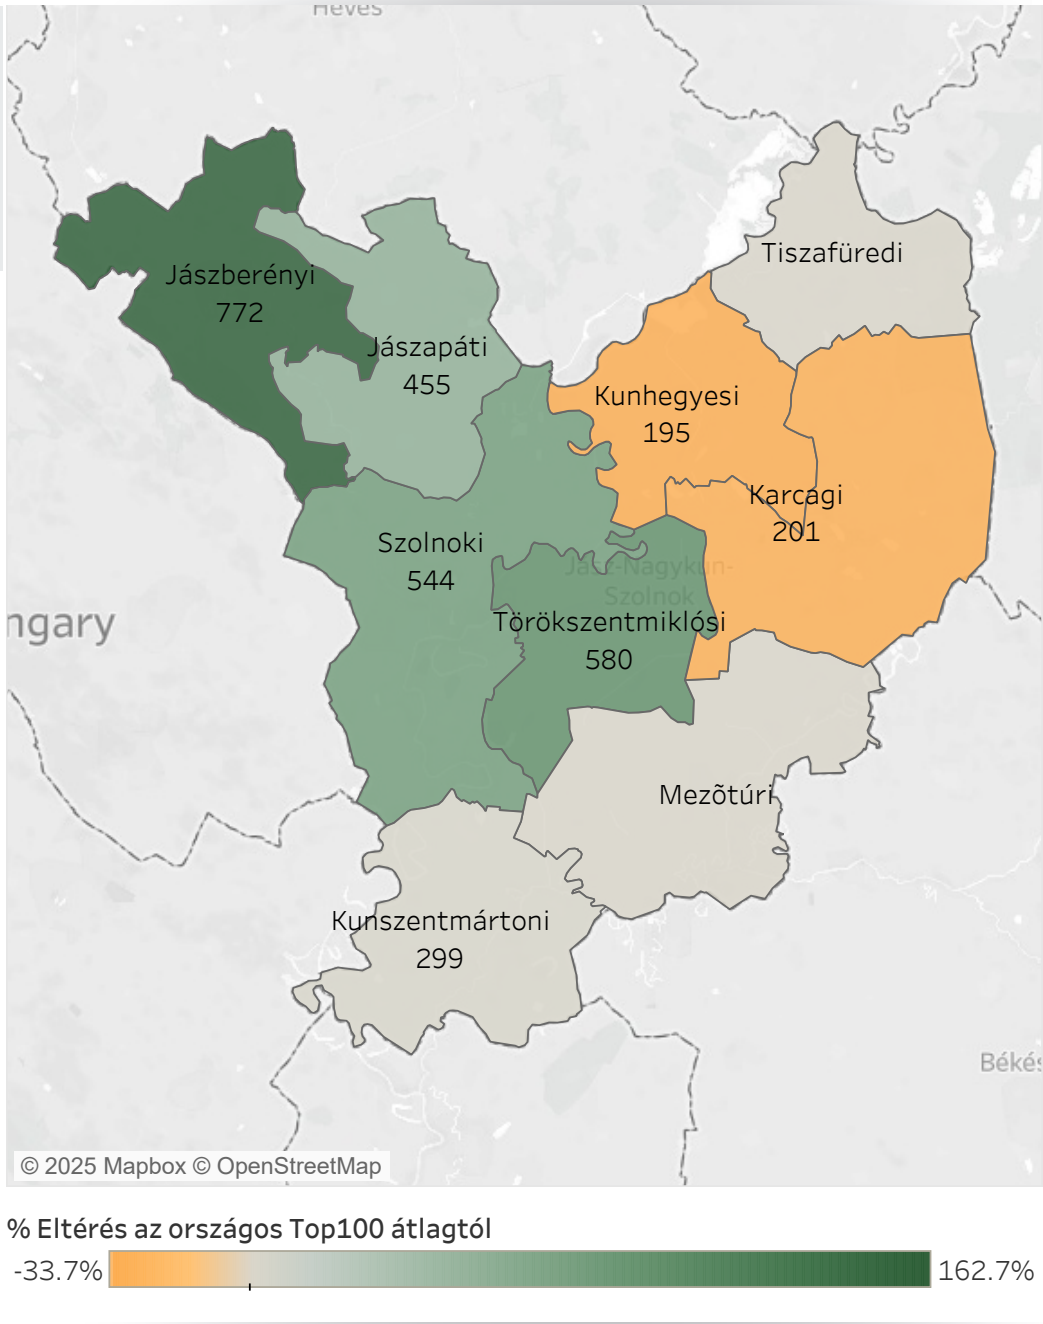 Heves
Tiszafüredi
Jászberényi
772
Jászapáti
455
Kunhegyesi
195
Karcagi
201
Szolnoki
544
Jász-Nagykun-
Szolnok
ngary
Törökszentmiklósi
580
Mezõtúri
Kunszentmártoni
299
Békés
© 2025 Mapbox © OpenStreetMap
% Eltérés az országos Top100 átlagtól
-33.7%
162.7%